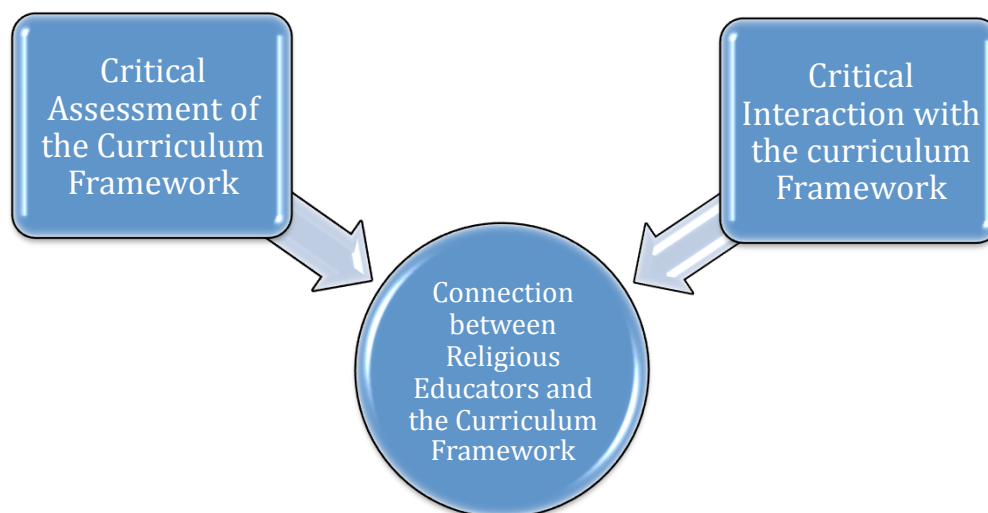 Critical
Assessment of
the Curriculum
Framework
Critical
Interaction with
the curriculum
Framework
Connection
between
Religious
Educators and
the Curriculum
Framework